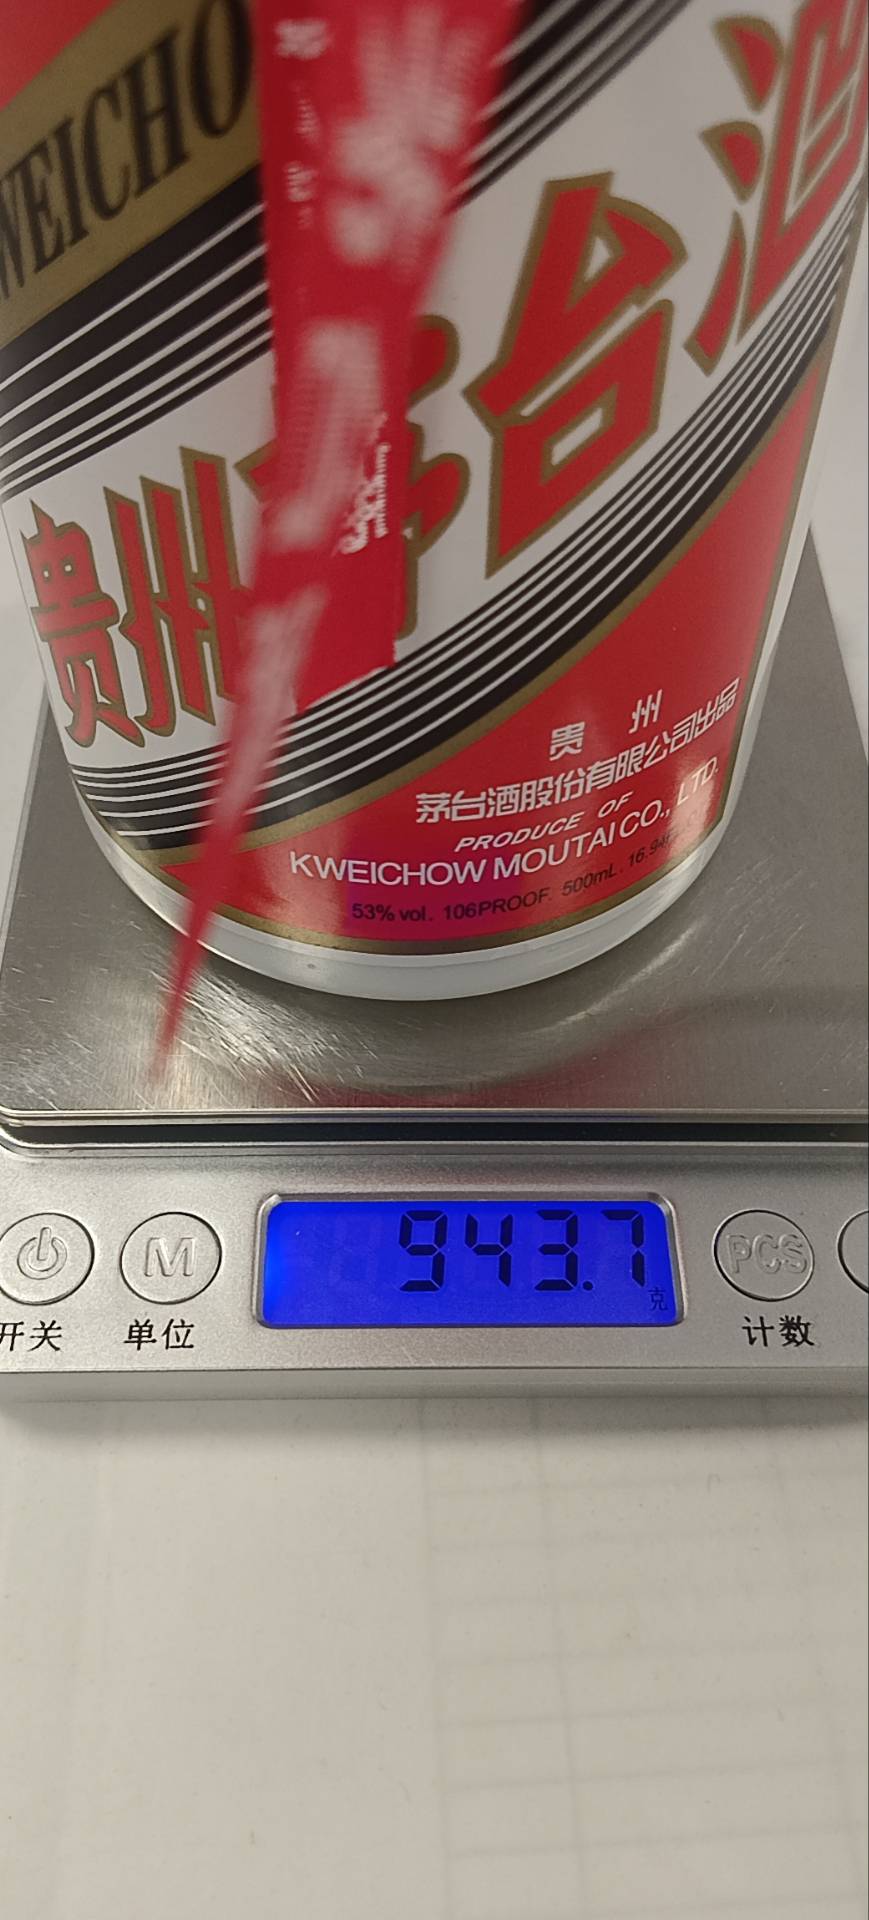 WEICHO
贵州茅台酒
贵 州
茅台酒股份有限公司出品
PRODUCE OF
KWEICHOW MOUTAI CO., LTD.
53% vol. 106PROOF. 500mL. 16.94
943.7
克
M
PCS
开关
单位
计数